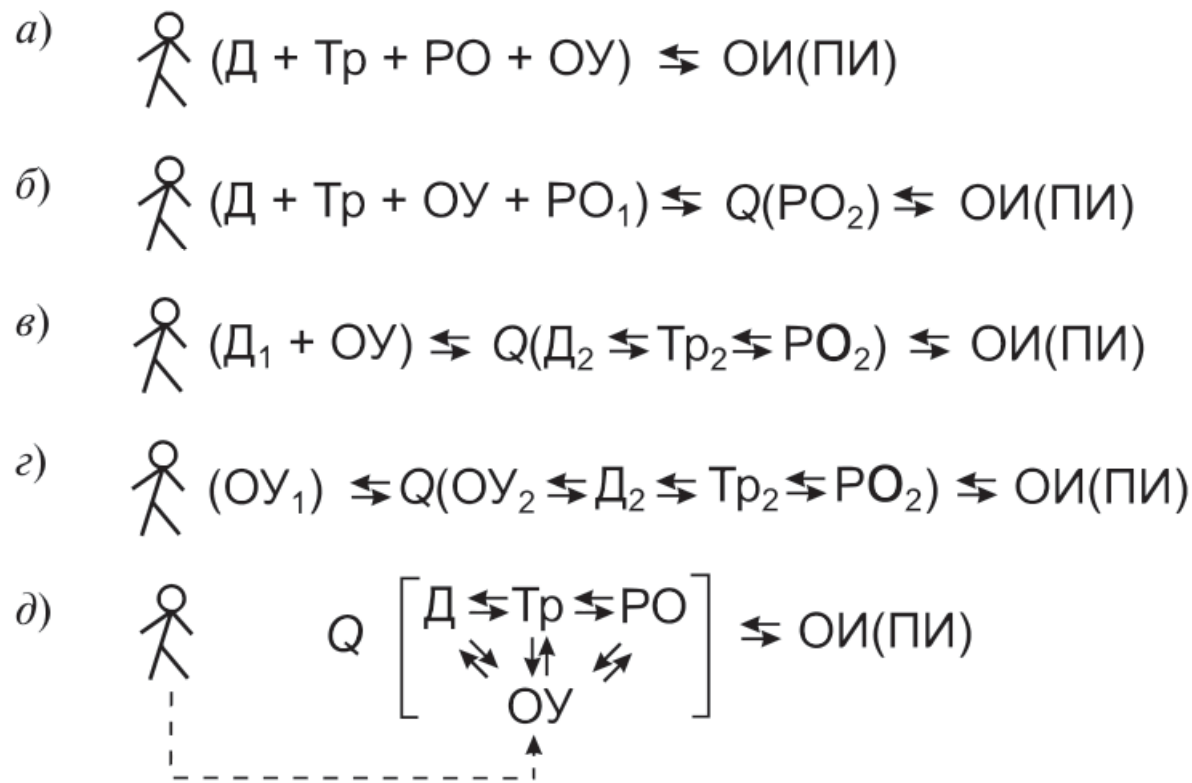 а) (Д + Тр + РО + ОУ) ⇆ ОИ(ПИ)
б) (Д + Тр + ОУ + РО₁) ⇆ Q(РО₂) ⇆ ОИ(ПИ)
в) (Д₁ + ОУ) ⇆ Q(Д₂ ⇆ Тр₂ ⇆ РО₂) ⇆ ОИ(ПИ)
г) (ОУ₁) ⇆ Q(ОУ₂ ⇆ Д₂ ⇆ Тр₂ ⇆ РО₂) ⇆ ОИ(ПИ)
д) Q [Д ⇆ Тр ⇆ РО] ⇆ ОИ(ПИ)
ОУ